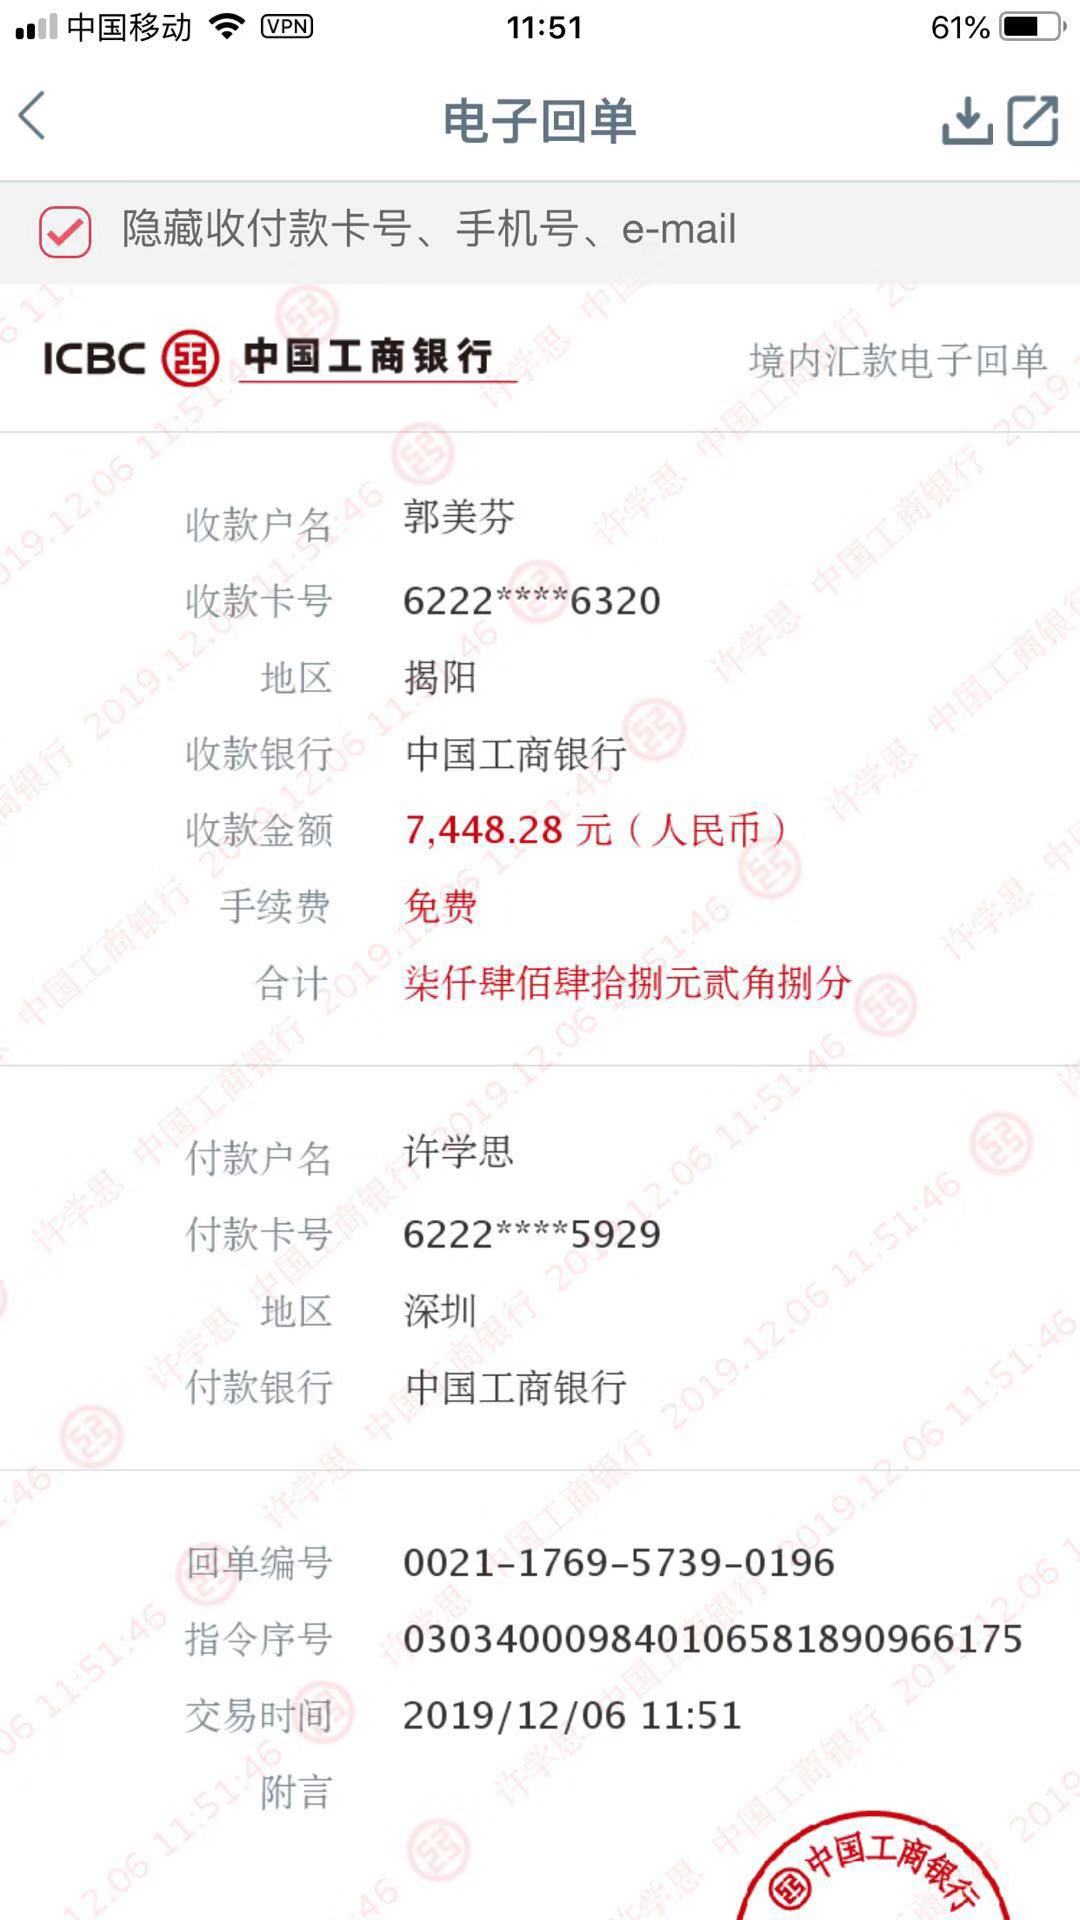 中国移动 VPN 11:51 61%
电子回单
隐藏收付款卡号、手机号、e-mail
ICBC 中国工商银行 境内汇款电子回单
收款户名 郭美芬
收款卡号 6222****6320
地区 揭阳
收款银行 中国工商银行
收款金额 7,448.28 元（人民币）
手续费 免费
合计 柒仟肆佰肆拾捌元贰角捌分
付款户名 许学思
付款卡号 6222****5929
地区 深圳
付款银行 中国工商银行
回单编号 0021-1769-5739-0196
指令序号 03034000984010658189096​6175
交易时间 2019/12/06 11:51
附言
中国工商银行
许学思 中国工商银行 2019.12.06 11:51:46